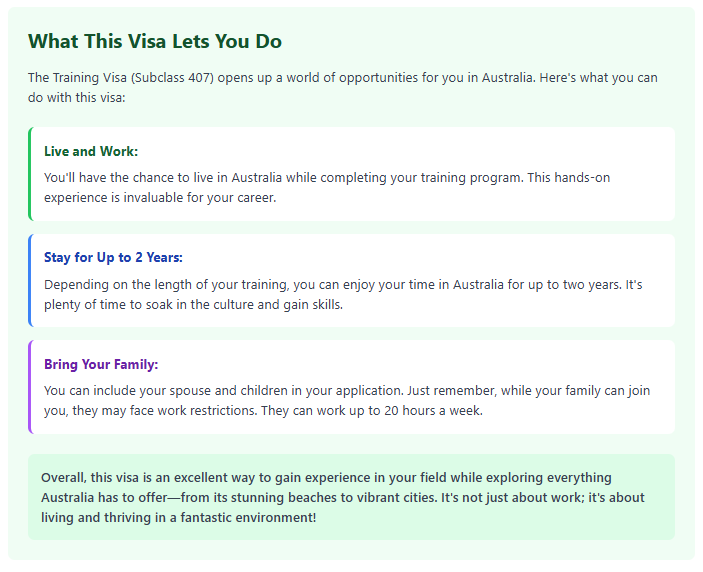 What This Visa Lets You Do
The Training Visa (Subclass 407) opens up a world of opportunities for you in Australia. Here's what you can
do with this visa:
Live and Work:
You'll have the chance to live in Australia while completing your training program. This hands-on
experience is invaluable for your career.
Stay for Up to 2 Years:
Depending on the length of your training, you can enjoy your time in Australia for up to two years. It's
plenty of time to soak in the culture and gain skills.
Bring Your Family:
You can include your spouse and children in your application. Just remember, while your family can join
you, they may face work restrictions. They can work up to 20 hours a week.
Overall, this visa is an excellent way to gain experience in your field while exploring everything
Australia has to offer—from its stunning beaches to vibrant cities. It's not just about work; it's about
living and thriving in a fantastic environment!